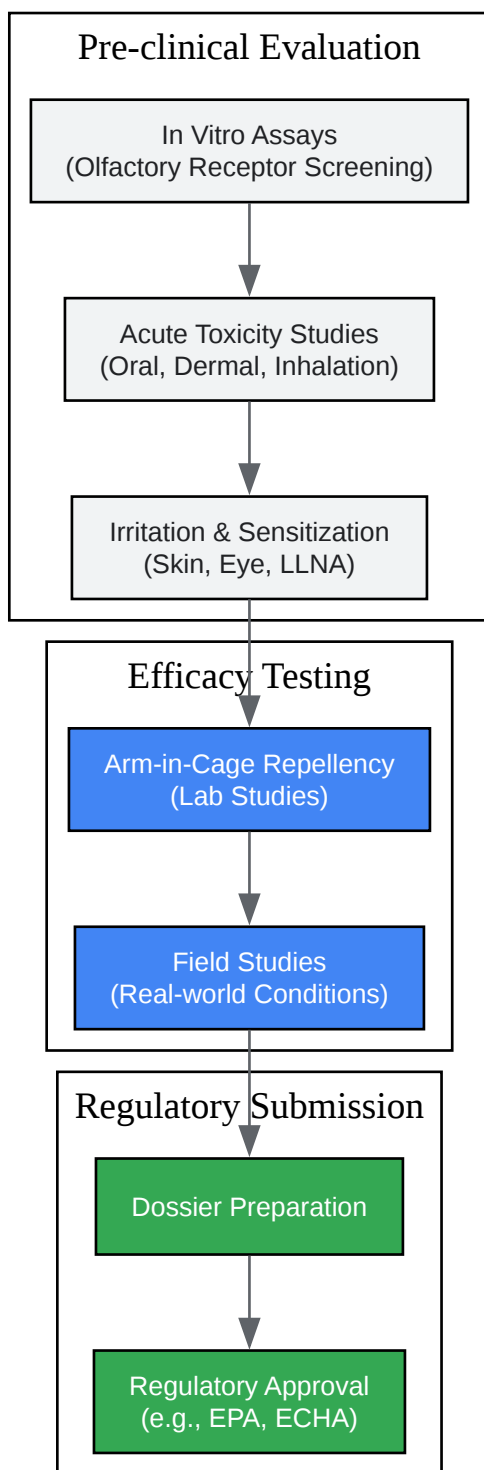 Pre-clinical Evaluation
In Vitro Assays
(Olfactory Receptor Screening)
Acute Toxicity Studies
(Oral, Dermal, Inhalation)
Irritation & Sensitization
(Skin, Eye, LLNA)
Efficacy Testing
Arm-in-Cage Repellency
(Lab Studies)
Field Studies
(Real-world Conditions)
Regulatory Submission
Dossier Preparation
Regulatory Approval
(e.g., EPA, ECHA)